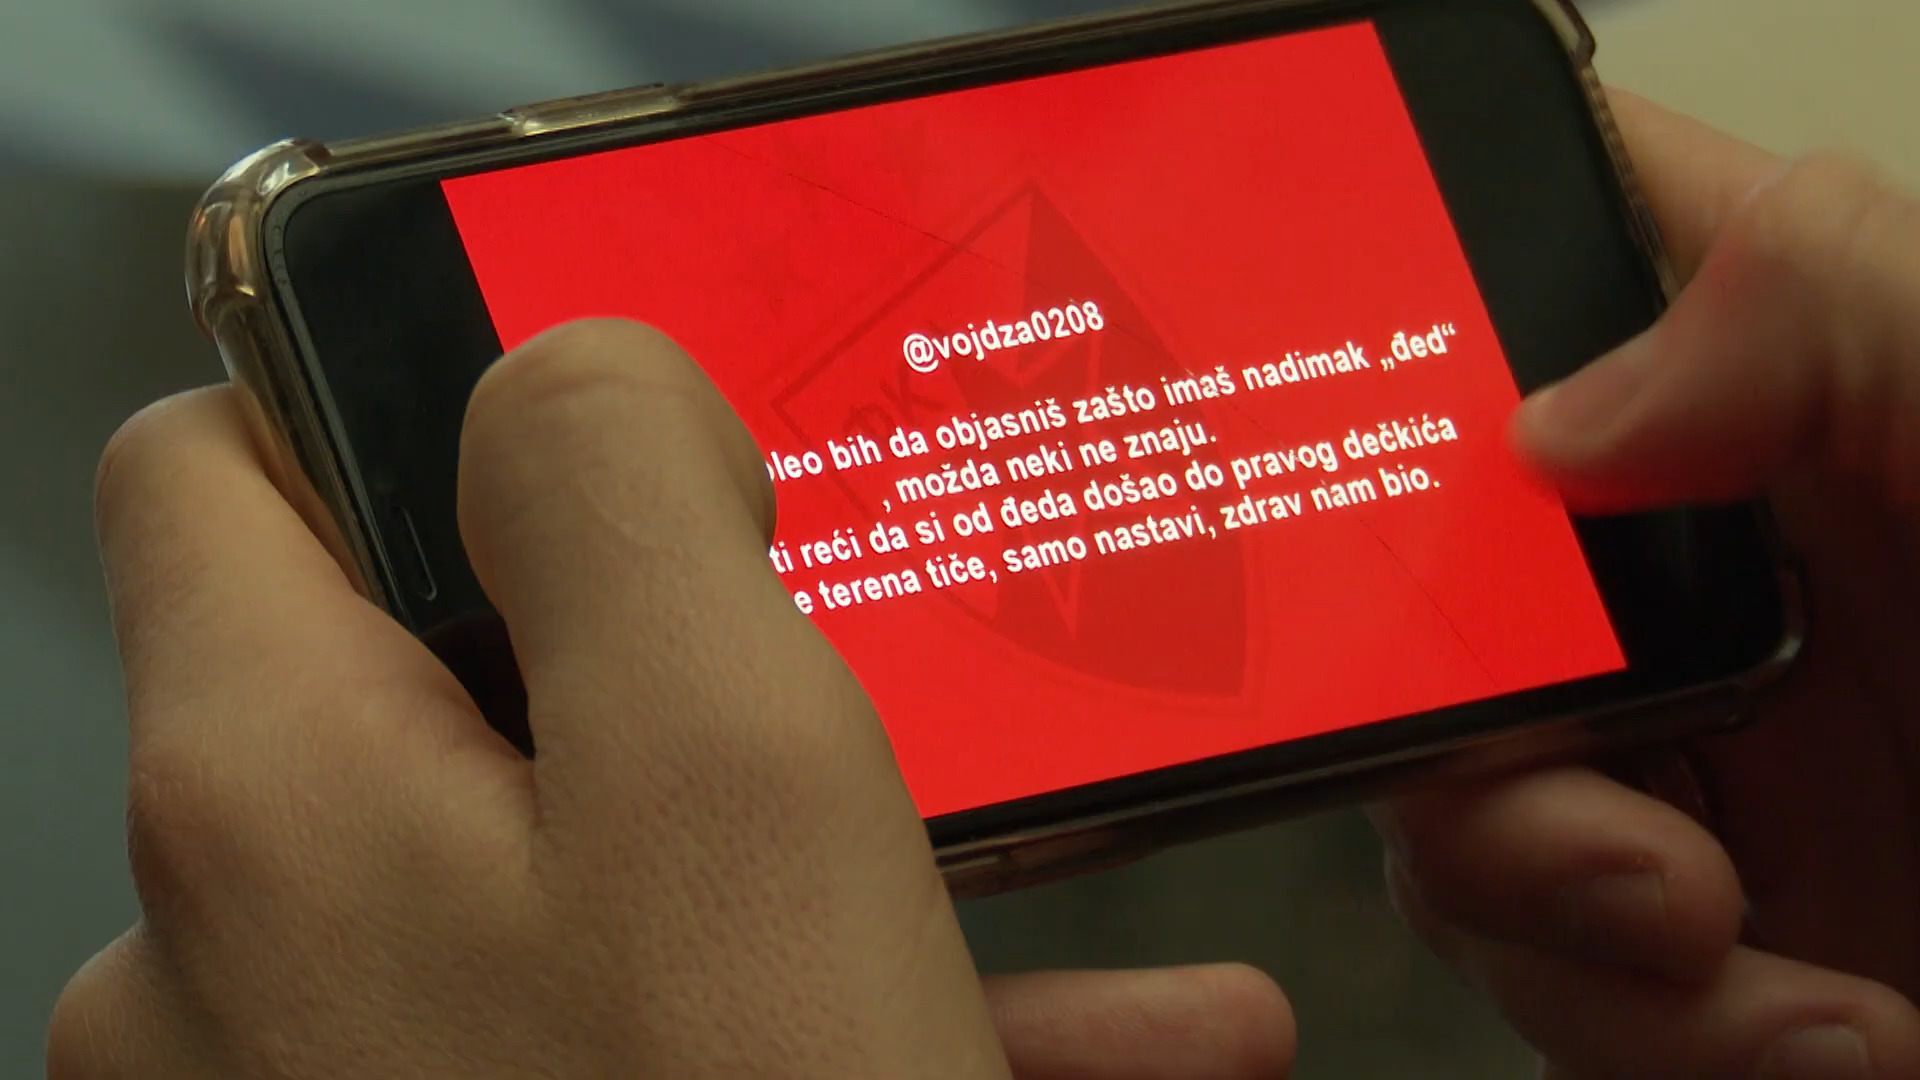 @vojdza0208
bih da objasniš zašto imaš nadimak „đed“
, možda neki ne znaju.
ti reći da si od đeda došao do pravog dečkića
terena tiče, samo nastavi, zdrav nam bio.